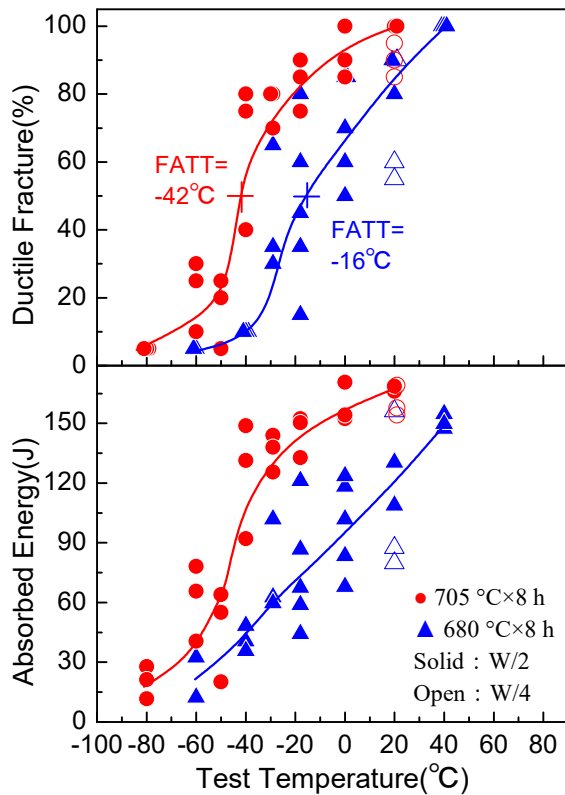 100
80
60
40
20
0
Ductile Fracture(%)
FATT=
-42℃
FATT=
-16℃
150
120
90
60
30
0
Absorbed Energy(J)
705 °C×8 h
680 °C×8 h
Solid : W/2
Open : W/4
-100 -80 -60 -40 -20 0 20 40 60 80
Test Temperature(℃)